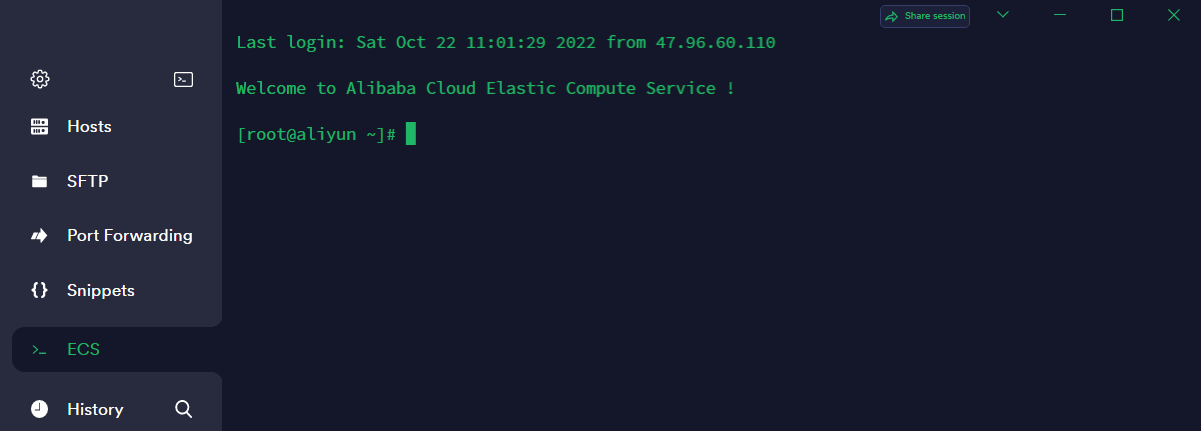 Share session
Last login: Sat Oct 22 11:01:29 2022 from 47.96.60.110
Welcome to Alibaba Cloud Elastic Compute Service !
[root@aliyun ~]#
Hosts
SFTP
Port Forwarding
Snippets
ECS
History